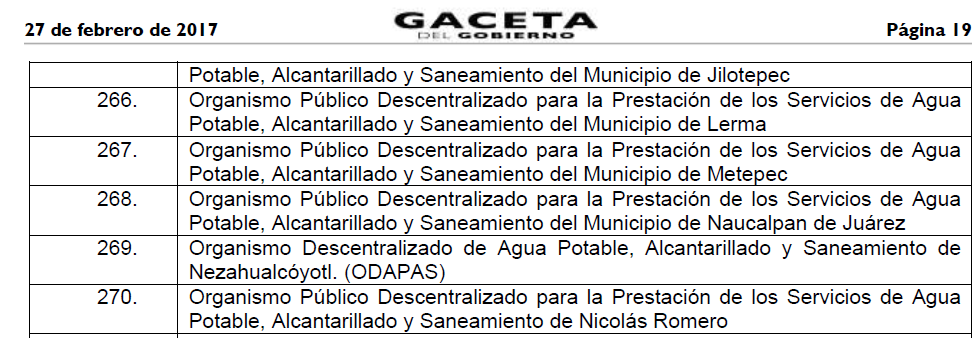 27 de febrero de 2017
GACETA
DEL GOBIERNO
Página 19
Potable, Alcantarillado y Saneamiento del Municipio de Jilotepec
266. Organismo Público Descentralizado para la Prestación de los Servicios de Agua
Potable, Alcantarillado y Saneamiento del Municipio de Lerma
267. Organismo Público Descentralizado para la Prestación de los Servicios de Agua
Potable, Alcantarillado y Saneamiento del Municipio de Metepec
268. Organismo Público Descentralizado para la Prestación de los Servicios de Agua
Potable, Alcantarillado y Saneamiento del Municipio de Naucalpan de Juárez
269. Organismo Descentralizado de Agua Potable, Alcantarillado y Saneamiento de
Nezahualcóyotl. (ODAPAS)
270. Organismo Público Descentralizado para la Prestación de los Servicios de Agua
Potable, Alcantarillado y Saneamiento de Nicolás Romero